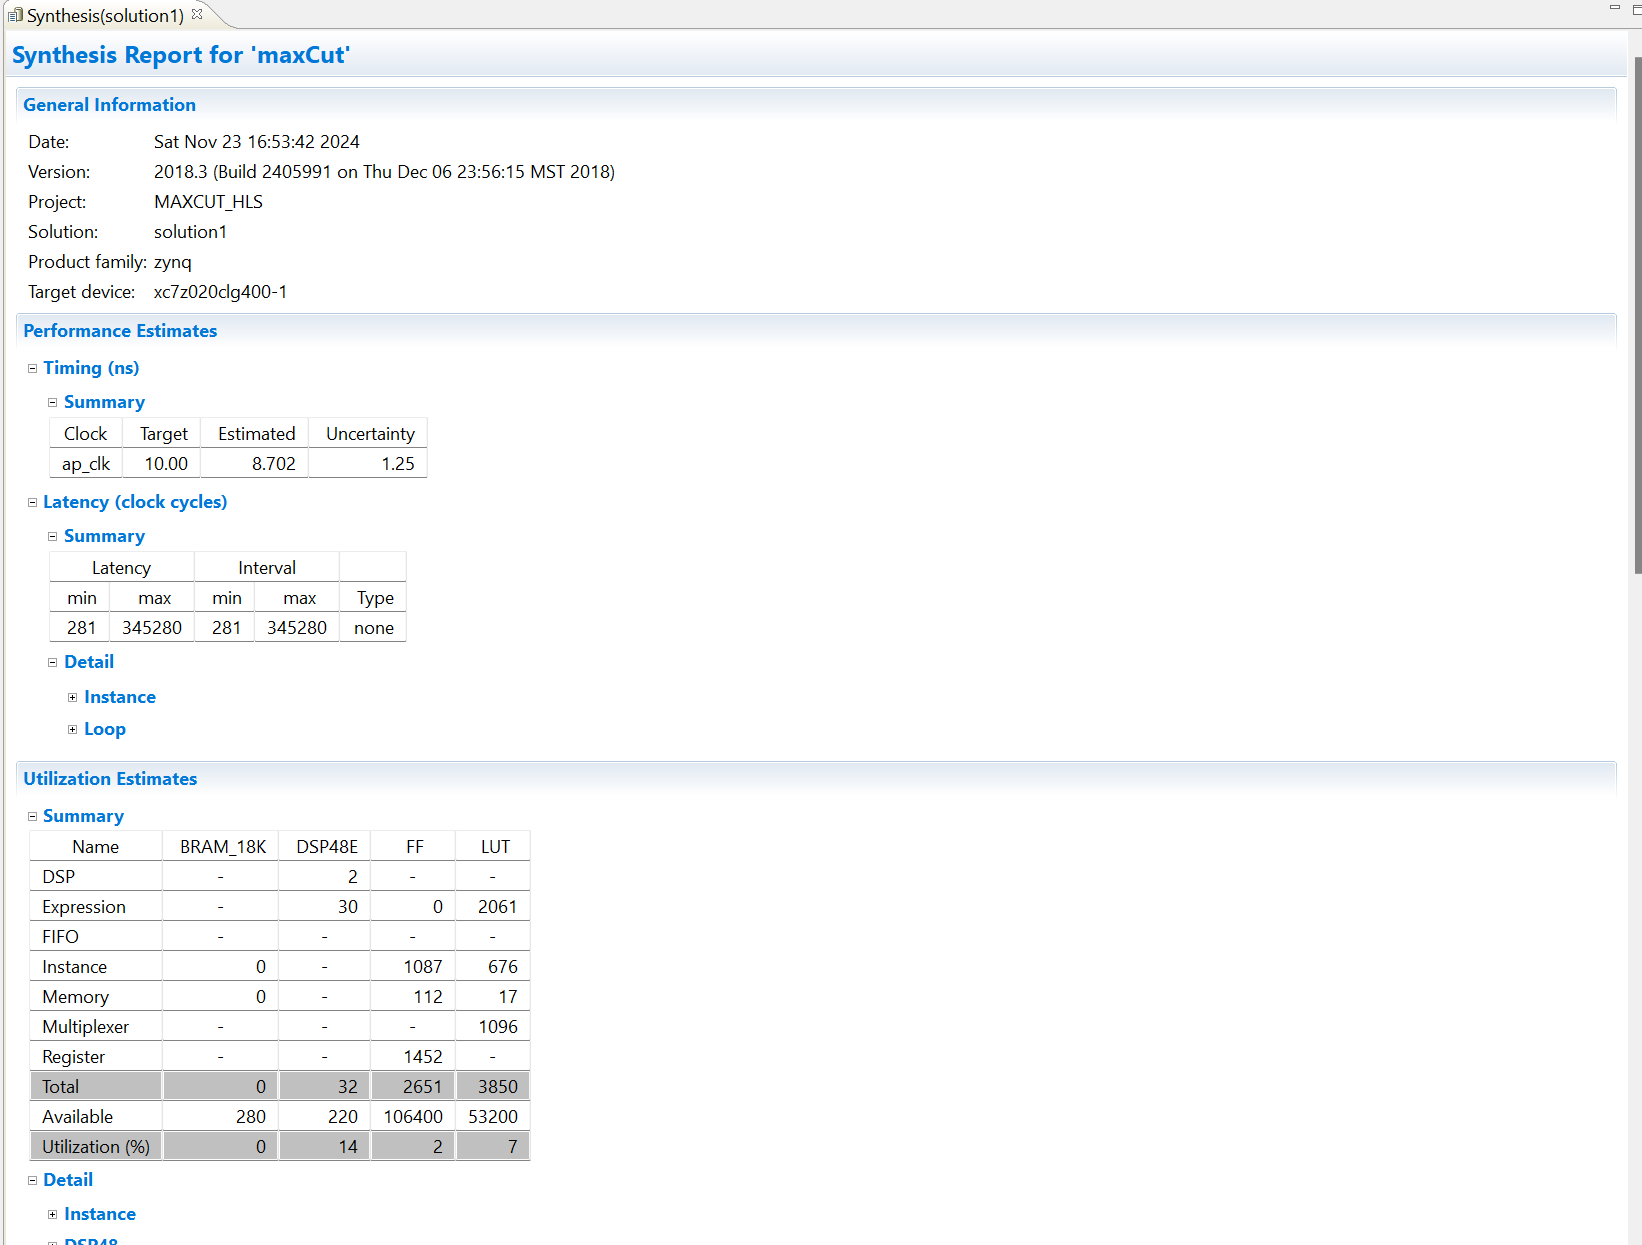 Synthesis(solution1)
Synthesis Report for 'maxCut'
General Information
Date: Sat Nov 23 16:53:42 2024
Version: 2018.3 (Build 2405991 on Thu Dec 06 23:56:15 MST 2018)
Project: MAXCUT_HLS
Solution: solution1
Product family: zynq
Target device: xc7z020clg400-1
Performance Estimates
Timing (ns)
Summary
Clock Target Estimated Uncertainty
ap_clk 10.00 8.702 1.25
Latency (clock cycles)
Summary
Latency Interval
min max min max Type
281 345280 281 345280 none
Detail
Instance
Loop
Utilization Estimates
Summary
Name BRAM_18K DSP48E FF LUT
DSP - 2 - -
Expression - 30 0 2061
FIFO - - - -
Instance 0 - 1087 676
Memory 0 - 112 17
Multiplexer - - - 1096
Register - - 1452 -
Total 0 32 2651 3850
Available 280 220 106400 53200
Utilization (%) 0 14 2 7
Detail
Instance
DSP48